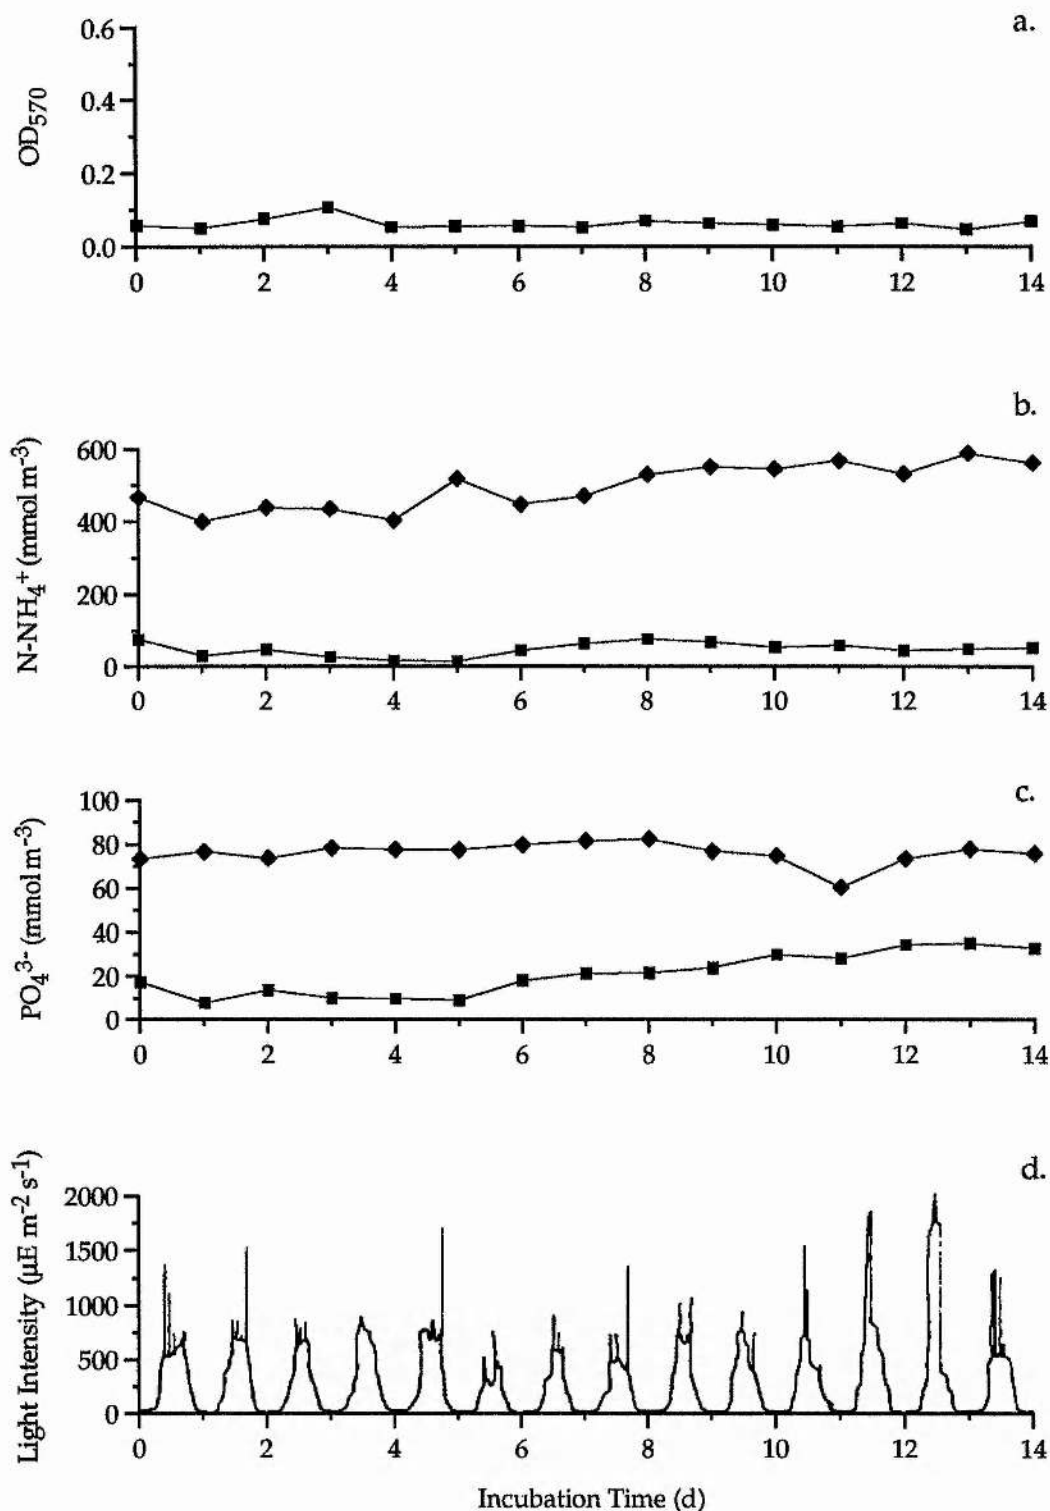 a.
OD570
0.6
0.4
0.2
0.0
0 2 4 6 8 10 12 14
b.
N-NH4+ (mmol m-3)
600
400
200
0
0 2 4 6 8 10 12 14
c.
PO43- (mmol m-3)
100
80
60
40
20
0
0 2 4 6 8 10 12 14
d.
Light Intensity (µE m-2 s-1)
2000
1500
1000
500
0
0 2 4 6 8 10 12 14
Incubation Time (d)